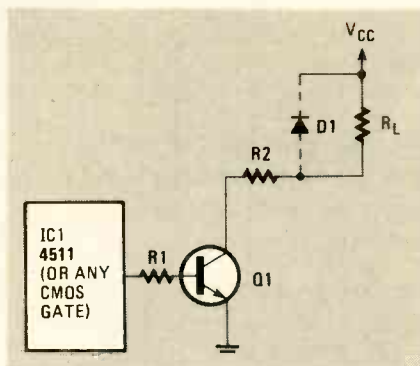 VCC
D1
RL
R2
IC1
4511
(OR ANY
CMOS
GATE)
R1
Q1